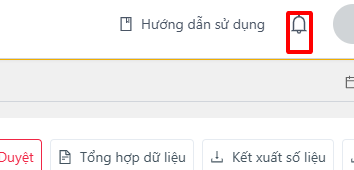 Hướng dẫn sử dụng
Duyệt Tổng hợp dữ liệu Kết xuất số liệu